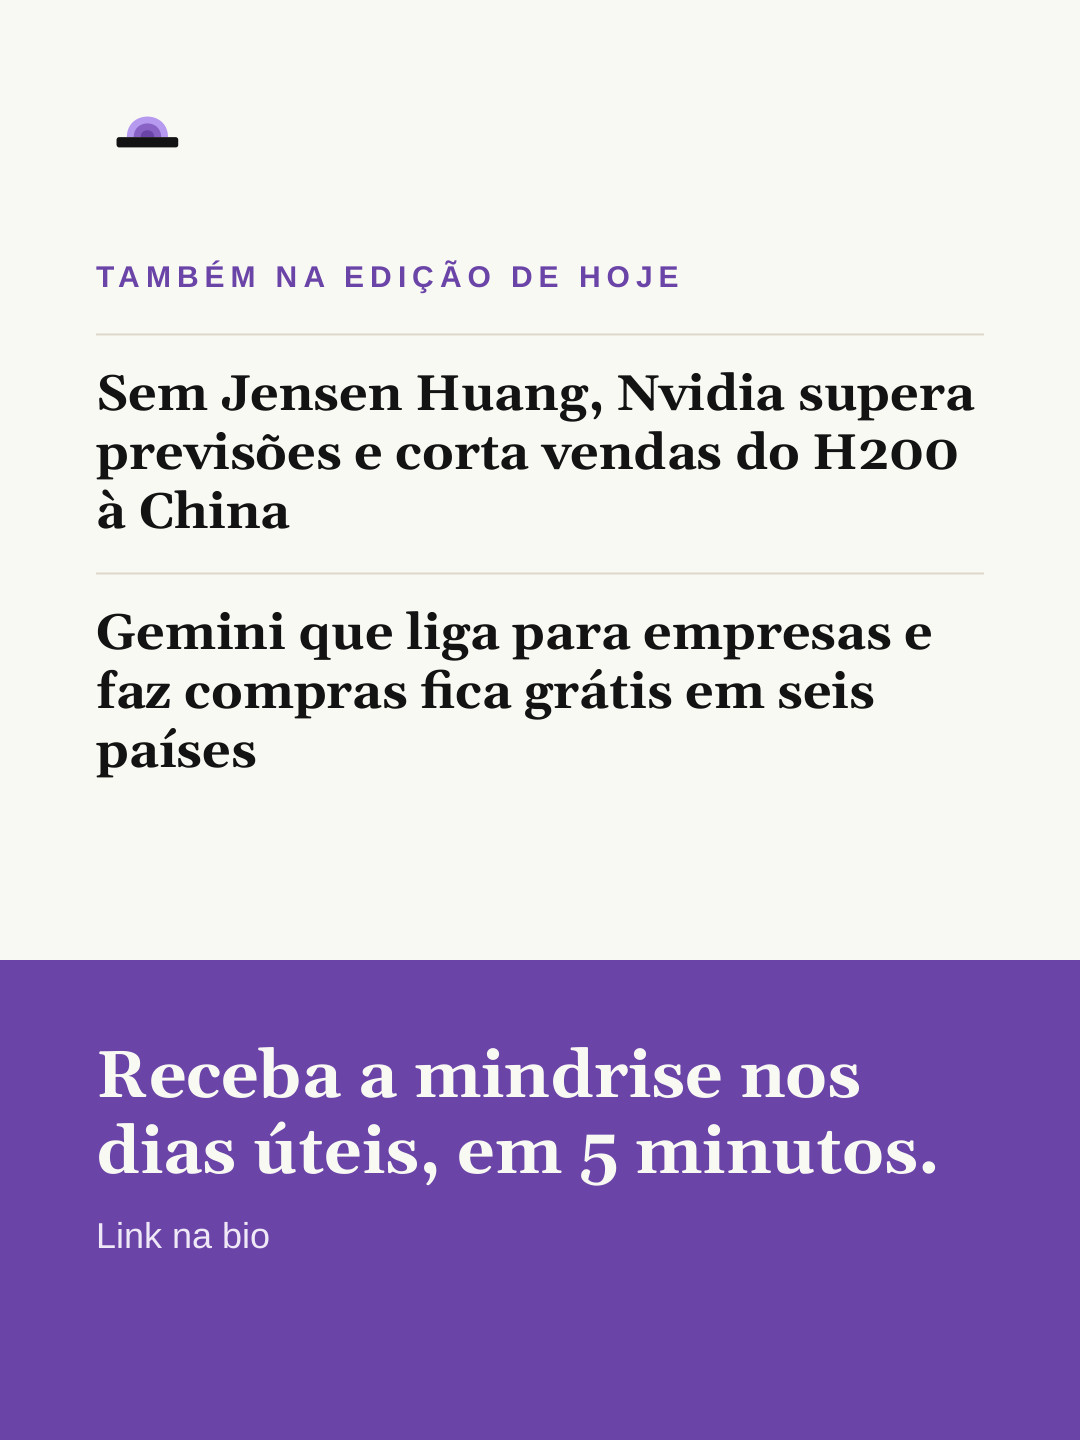 TAMBÉM NA EDIÇÃO DE HOJE
Sem Jensen Huang, Nvidia supera
previsões e corta vendas do H200
à China
Gemini que liga para empresas e
faz compras fica grátis em seis
países
Receba a mindrise nos
dias úteis, em 5 minutos.
Link na bio